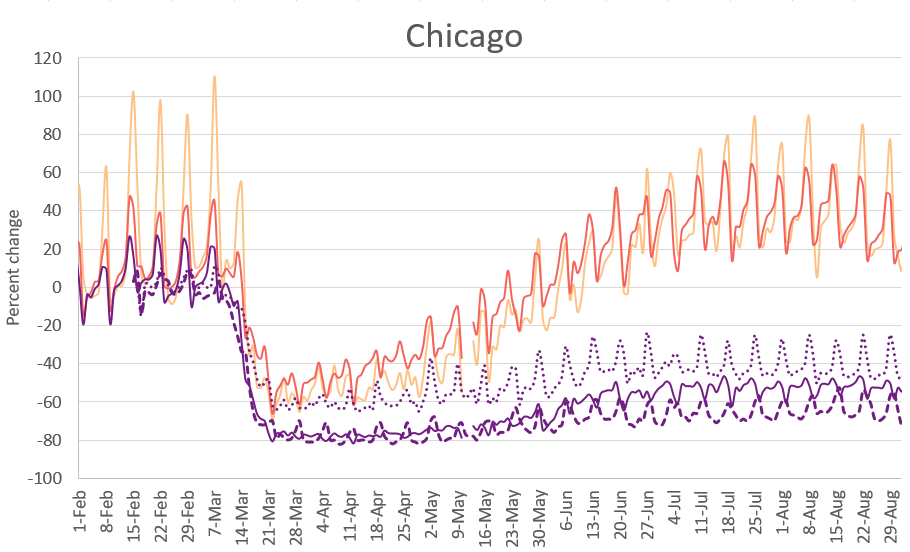 Chicago
Percent change
120
100
80
60
40
20
0
-20
-40
-60
-80
-100
1-Feb
8-Feb
15-Feb
22-Feb
29-Feb
7-Mar
14-Mar
21-Mar
28-Mar
4-Apr
11-Apr
18-Apr
25-Apr
2-May
9-May
16-May
23-May
30-May
6-Jun
13-Jun
20-Jun
27-Jun
4-Jul
11-Jul
18-Jul
25-Jul
1-Aug
8-Aug
15-Aug
22-Aug
29-Aug